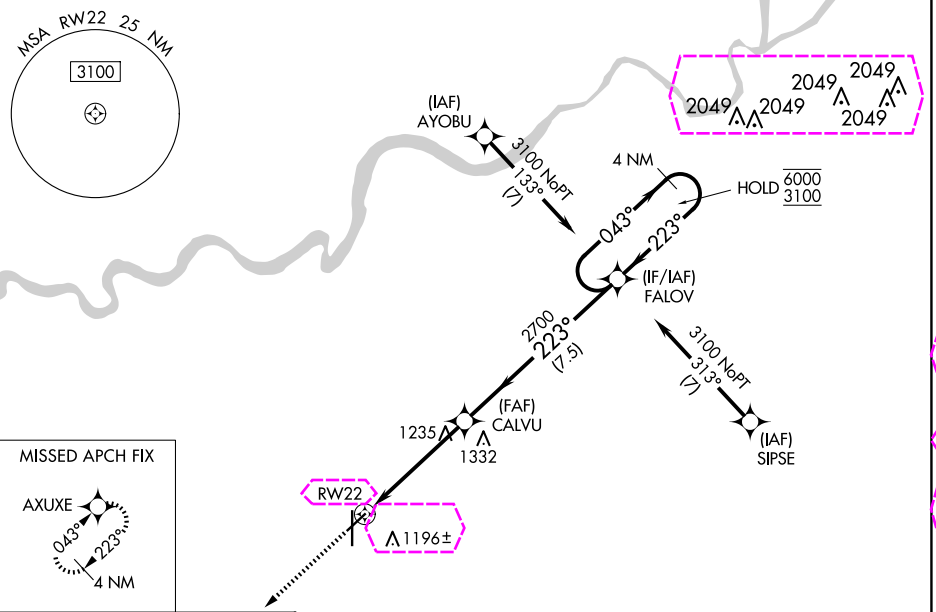 MSA RW22 25 NM
3100
(IAF)
AYOBU
3100 NoPT
133°
(7)
2049
2049
2049
2049
2049
4 NM
HOLD 6000
3100
043°
223°
(IF/IAF)
FALOV
2700
223°
(7.5)
3100 NoPT
313°
(7)
(IAF)
SIPSE
(FAF)
CALVU
1235
1332
RW22
1196±
MISSED APCH FIX
AXUXE
043°
223°
4 NM